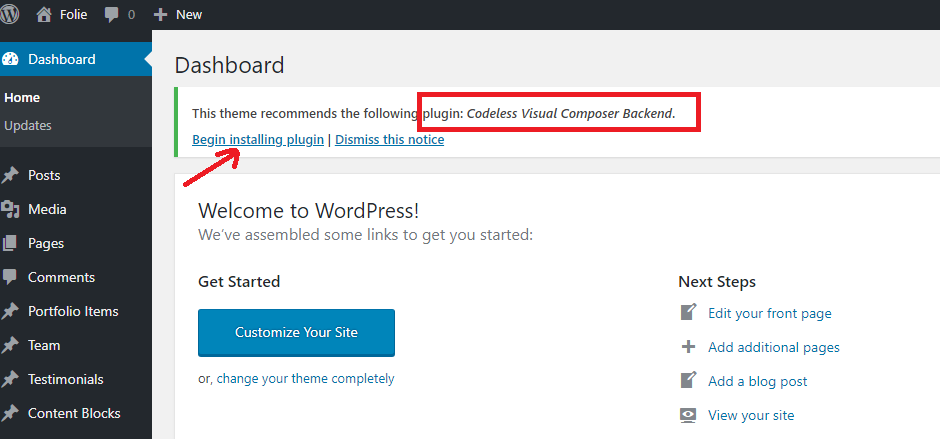 Folie 0 New
Dashboard
Home
Updates
Posts
Media
Pages
Comments
Portfolio Items
Team
Testimonials
Content Blocks
Dashboard
This theme recommends the following plugin: Codeless Visual Composer Backend.
Begin installing plugin | Dismiss this notice
Welcome to WordPress!
We've assembled some links to get you started:
Get Started
Customize Your Site
or, change your theme completely
Next Steps
Edit your front page
Add additional pages
Add a blog post
View your site